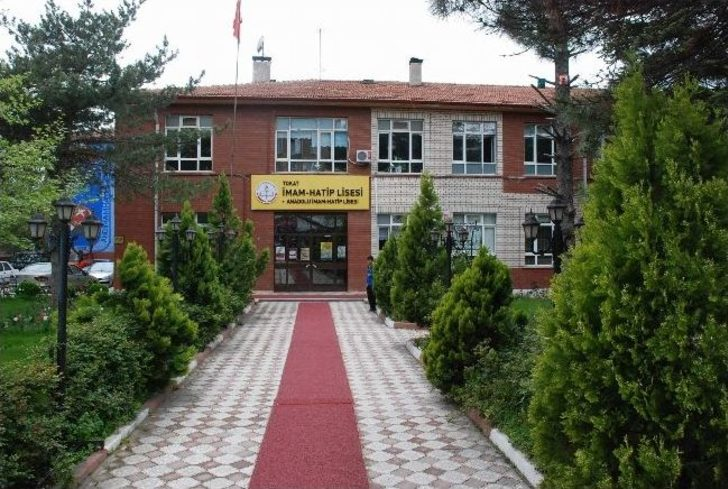 TOKAT
İMAM-HATİP LİSESİ
- ANADOLU İMAM-HATİP LİSESİ